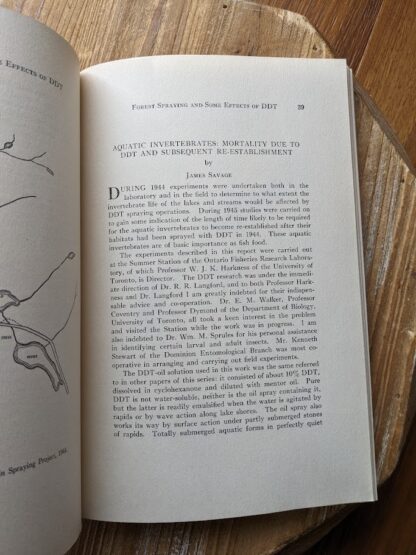 EFFECTS OF DDT
n Spraying Project, 1944.
FOREST SPRAYING AND SOME EFFECTS OF DDT 39
AQUATIC INVERTEBRATES: MORTALITY DUE TO
DDT AND SUBSEQUENT RE-ESTABLISHMENT
by
JAMES SAVAGE
DURING 1944 experiments were undertaken both in the
laboratory and in the field to determine to what extent the
invertebrate life of the lakes and streams would be affected by
DDT spraying operations. During 1945 studies were carried on
to gain some indication of the length of time likely to be required
for the aquatic invertebrates to become re-established after their
habitats had been sprayed with DDT in 1944. These aquatic
invertebrates are of basic importance as fish food.
The experiments described in this report were carried out
at the Summer Station of the Ontario Fisheries Research Labora-
tory, of which Professor W. J. K. Harkness of the University of
Toronto, is Director. The DDT research was under the immedi-
ate direction of Dr. R. R. Langford, and to both Professor Hark-
ness and Dr. Langford I am greatly indebted for their indispen-
sable advice and co-operation. Dr. E. M. Walker, Professor
Coventry and Professor Dymond of the Department of Biology,
University of Toronto, all took a keen interest in the problem
and visited the Station while the work was in progress. I am
also indebted to Dr. Wm. M. Sprules for his personal assistance
in identifying certain larval and adult insects. Mr. Kenneth
Stewart of the Dominion Entomological Branch was most co-
operative in arranging and carrying out field experiments.
The DDT-oil solution used in this work was the same referred
to in other papers of this series: it consisted of about 10% DDT,
dissolved in cyclohexanone and diluted with mentor oil. Pure
DDT is not water-soluble, neither is the oil spray containing it,
but the latter is readily emulsified when the water is agitated by
rapids or by wave action along lake shores. The oil spray also
works its way by surface action under partly submerged stones
of rapids. Totally submerged aquatic forms in perfectly quiet